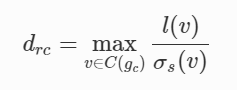 d_{rc} = \max_{v \in C(g_c)} \frac{l(v)}{\sigma_s(v)}